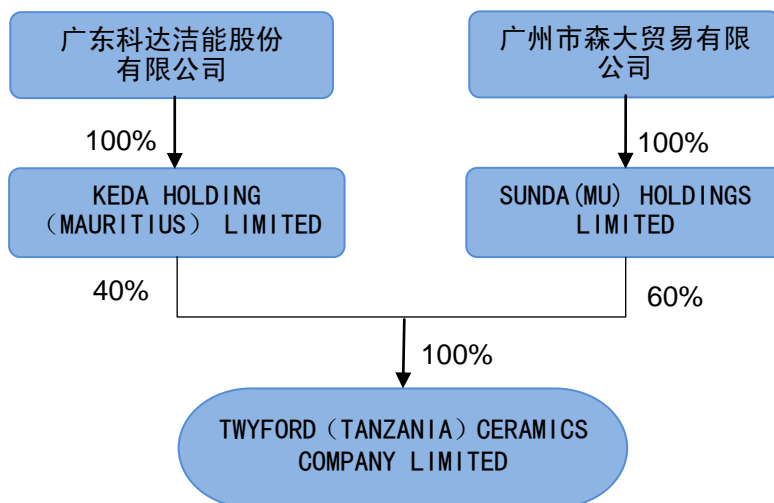 广东科达洁能股份
有限公司
广州市森大贸易有限
公司
100%
100%
KEDA HOLDING
（MAURITIUS） LIMITED
SUNDA(MU) HOLDINGS
LIMITED
40%
60%
100%
TWYFORD（TANZANIA）CERAMICS
COMPANY LIMITED